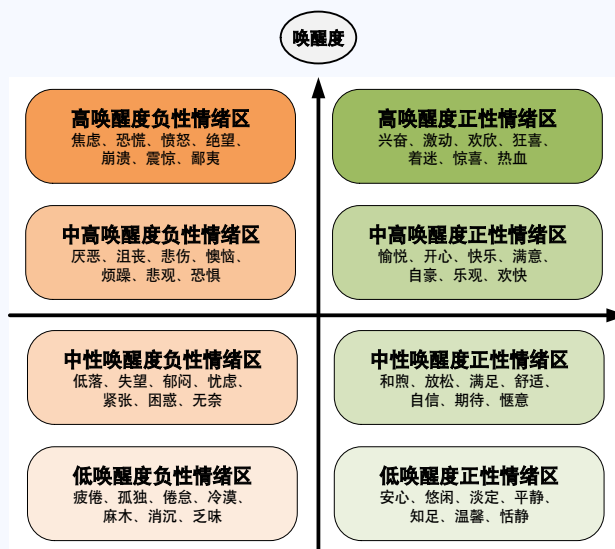 唤醒度
高唤醒度负性情绪区
焦虑、恐慌、愤怒、绝望、
崩溃、震惊、鄙夷
高唤醒度正性情绪区
兴奋、激动、欢欣、狂喜、
着迷、惊喜、热血
中高唤醒度负性情绪区
厌恶、沮丧、悲伤、懊恼、
烦躁、悲观、恐惧
中高唤醒度正性情绪区
愉悦、开心、快乐、满意、
自豪、乐观、欢快
中性唤醒度负性情绪区
低落、失望、郁闷、忧虑、
紧张、困惑、无奈
中性唤醒度正性情绪区
和煦、放松、满足、舒适、
自信、期待、惬意
低唤醒度负性情绪区
疲倦、孤独、倦怠、冷漠、
麻木、消沉、乏味
低唤醒度正性情绪区
安心、悠闲、淡定、平静、
知足、温馨、恬静